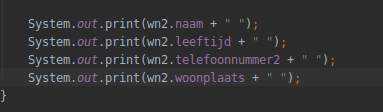 System.out.print(wn2.naam + " ");
System.out.print(wn2.leeftijd + " ");
System.out.print(wn2.telefoonnummer2 + " ");
System.out.print(wn2.woonplaats + " ");
}